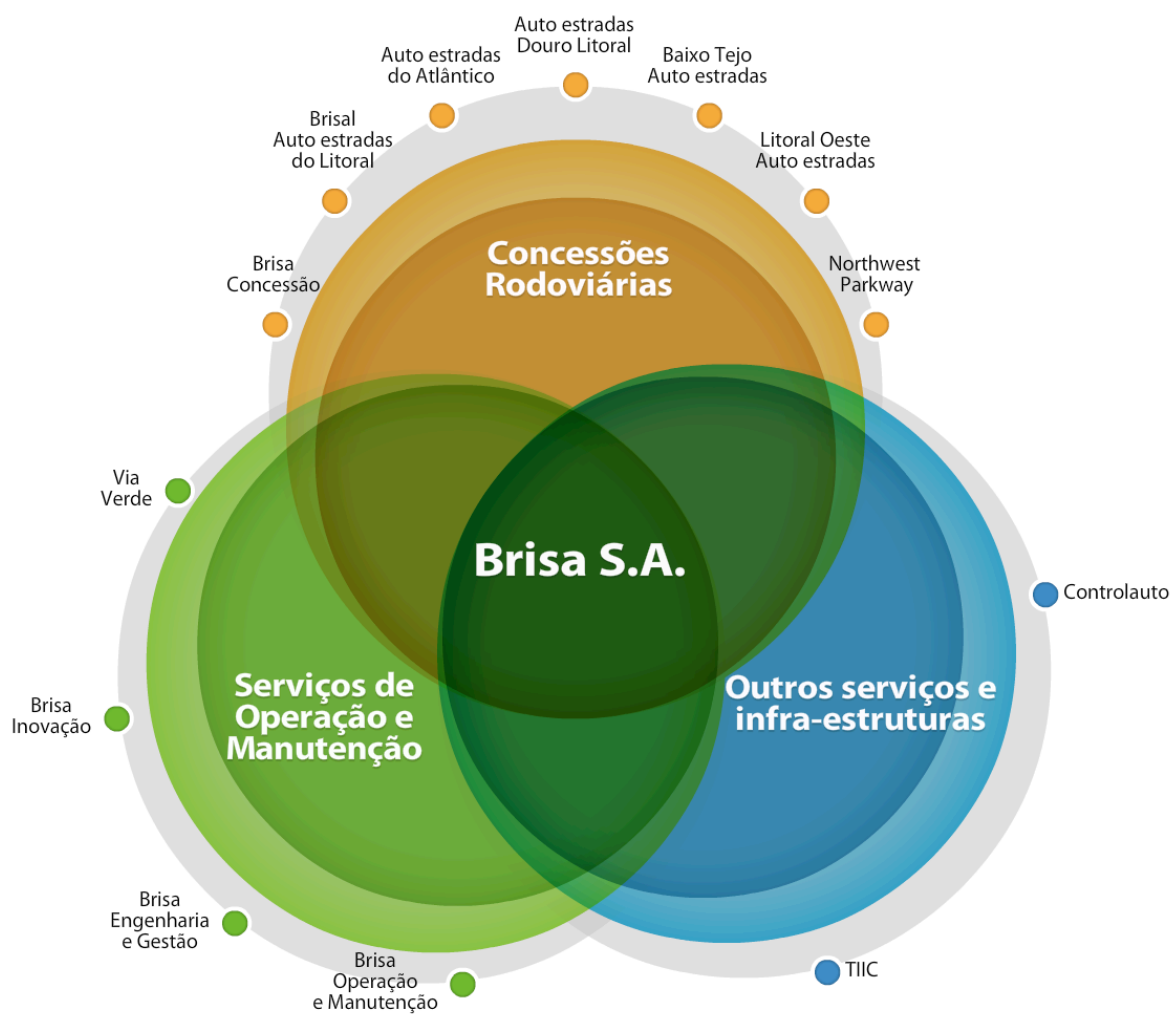 Auto estradas
Douro Litoral
Auto estradas
do Atlântico
Baixo Tejo
Auto estradas
Brisal
Auto estradas
do Litoral
Litoral Oeste
Auto estradas
Brisa
Concessão
Northwest
Parkway
Concessões
Rodoviárias
Via
Verde
Brisa S.A.
Controlauto
Serviços de
Operação e
Manutenção
Outros serviços e
infra-estruturas
Brisa
Inovação
Brisa
Engenharia
e Gestão
Brisa
Operação
e Manutenção
TIIC